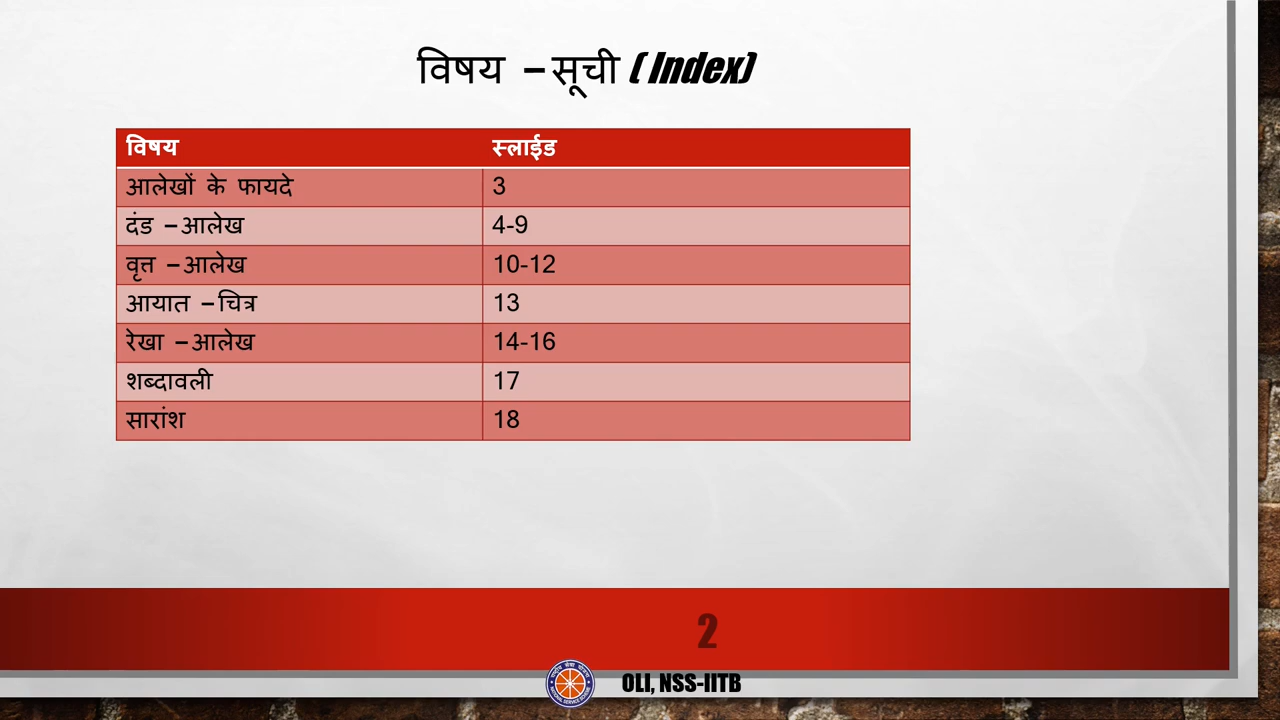 विषय – सूची ( Index)
विषय स्लाईड
आलेखों के फायदे 3
दंड – आलेख 4-9
वृत्त – आलेख 10-12
आयात – चित्र 13
रेखा – आलेख 14-16
शब्दावली 17
सारांश 18
2
OLI, NSS-IITB